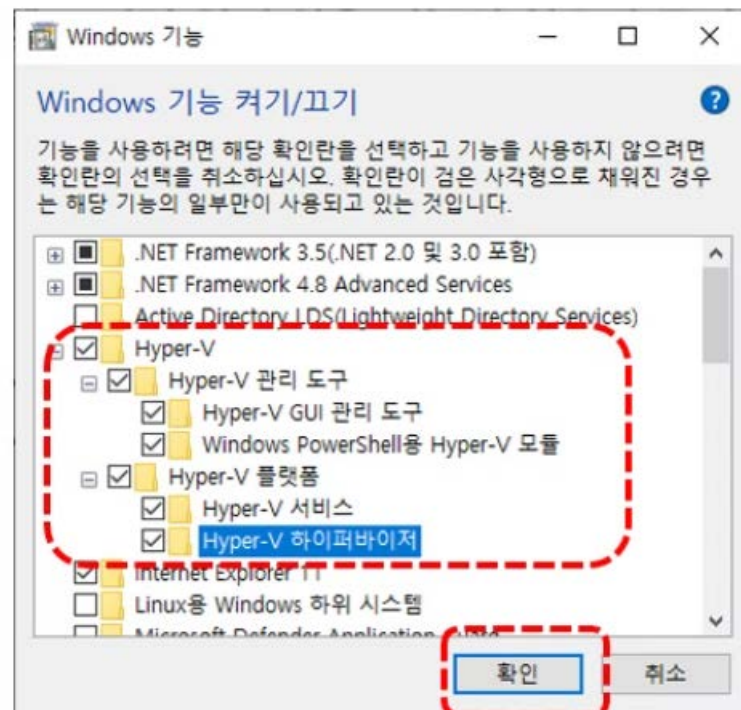 Windows 기능
Windows 기능 켜기/끄기
기능을 사용하려면 해당 확인란을 선택하고 기능을 사용하지 않으려면
확인란의 선택을 취소하십시오. 확인란이 검은 사각형으로 채워진 경우
는 해당 기능의 일부만이 사용되고 있는 것입니다.
.NET Framework 3.5(.NET 2.0 및 3.0 포함)
.NET Framework 4.8 Advanced Services
Active Directory LDS(Lightweight Directory Services)
Hyper-V
Hyper-V 관리 도구
Hyper-V GUI 관리 도구
Windows PowerShell용 Hyper-V 모듈
Hyper-V 플랫폼
Hyper-V 서비스
Hyper-V 하이퍼바이저
Internet Explorer 11
Linux용 Windows 하위 시스템
Microsoft Defender Application
확인
취소